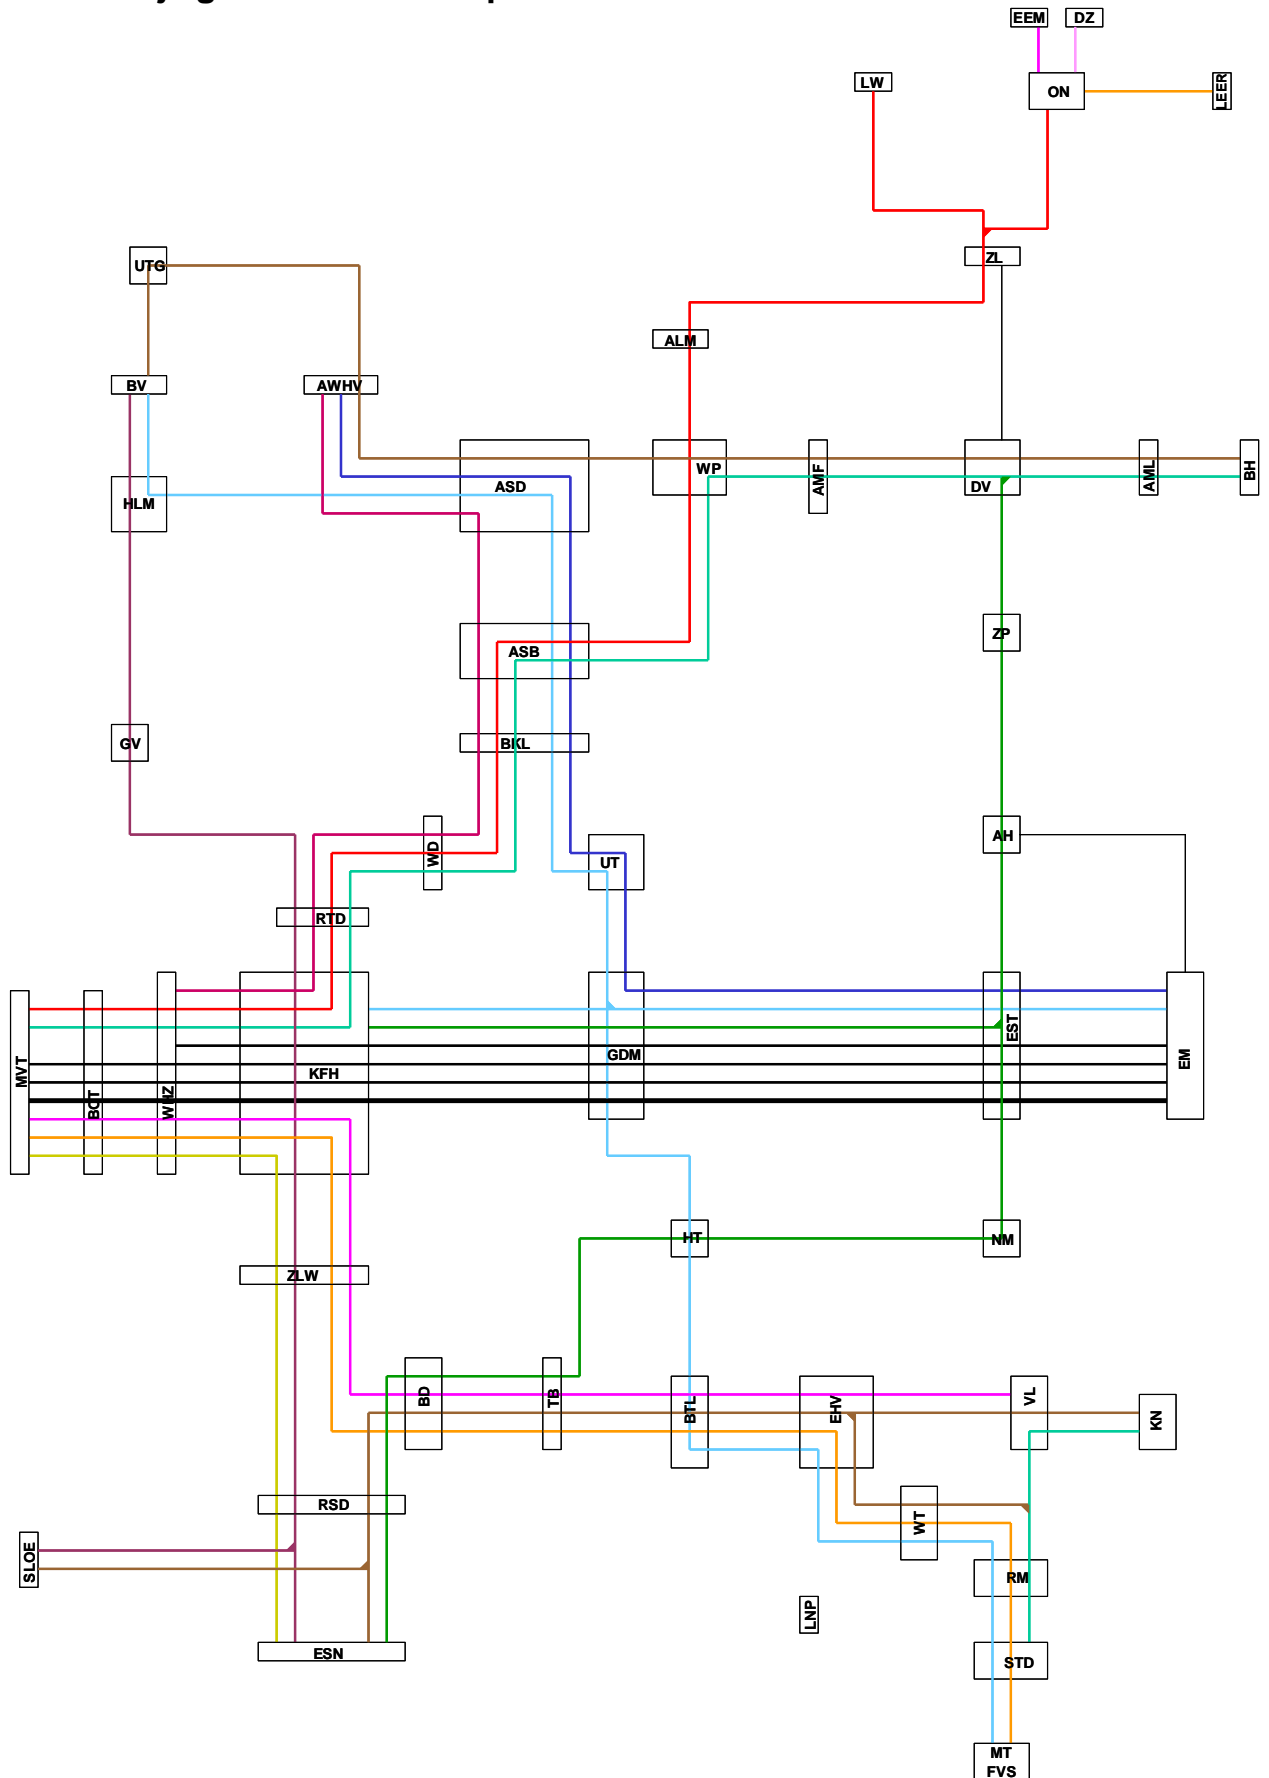 EEM
DZ
LW
ON
LEER
ZL
UTG
ALM
BV
AWHV
WP
AMF
DV
AML
BH
ASD
HLM
ZP
ASB
GV
BKL
WD
UT
AH
RTD
MVT
BOT
WHZ
KFH
GDM
EST
EM
HT
NM
ZLW
BD
TB
BTL
EHV
VL
KN
RSD
WT
SLOE
RM
LNP
ESN
STD
MT
FVS